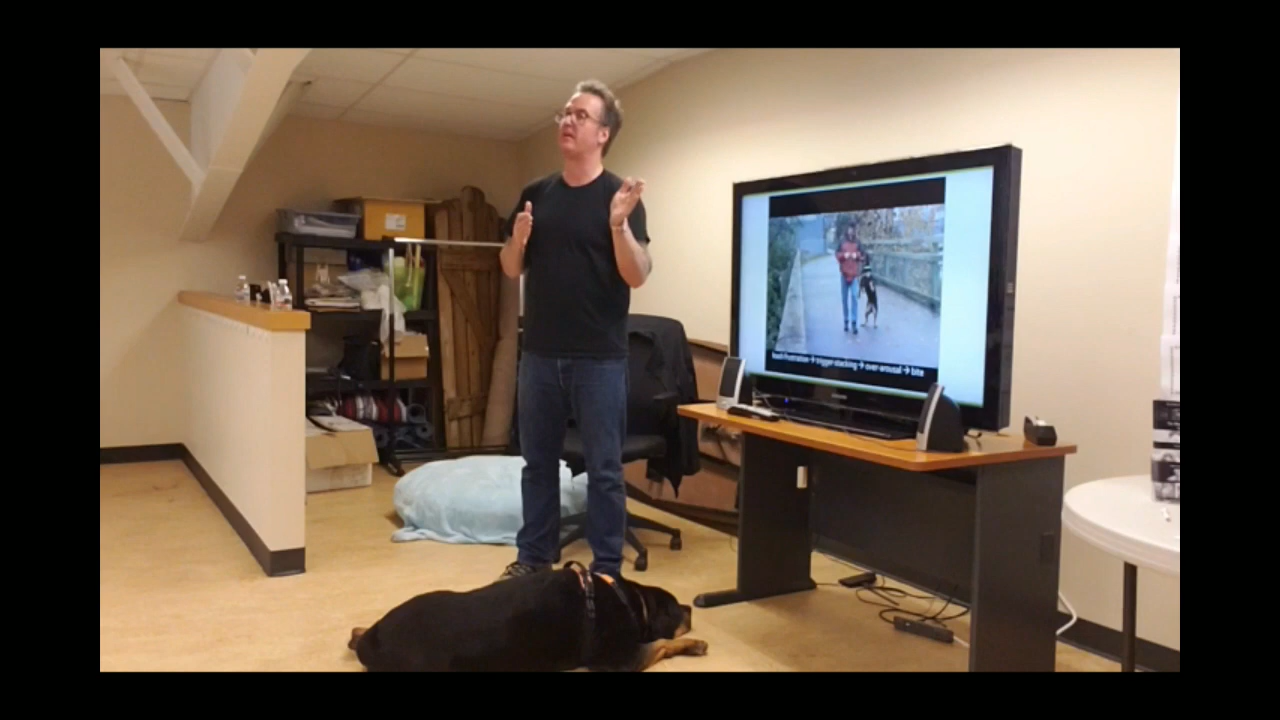 leash frustration → trigger stacking → over-arousal → bite